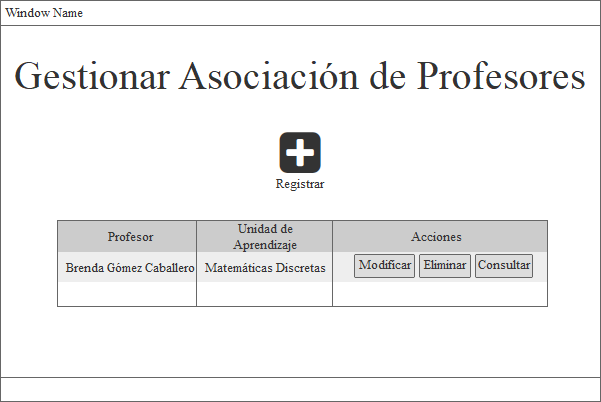 Window Name
Gestionar Asociación de Profesores
Registrar
Profesor
Unidad de
Aprendizaje
Acciones
Brenda Gómez Caballero
Matemáticas Discretas
Modificar
Eliminar
Consultar